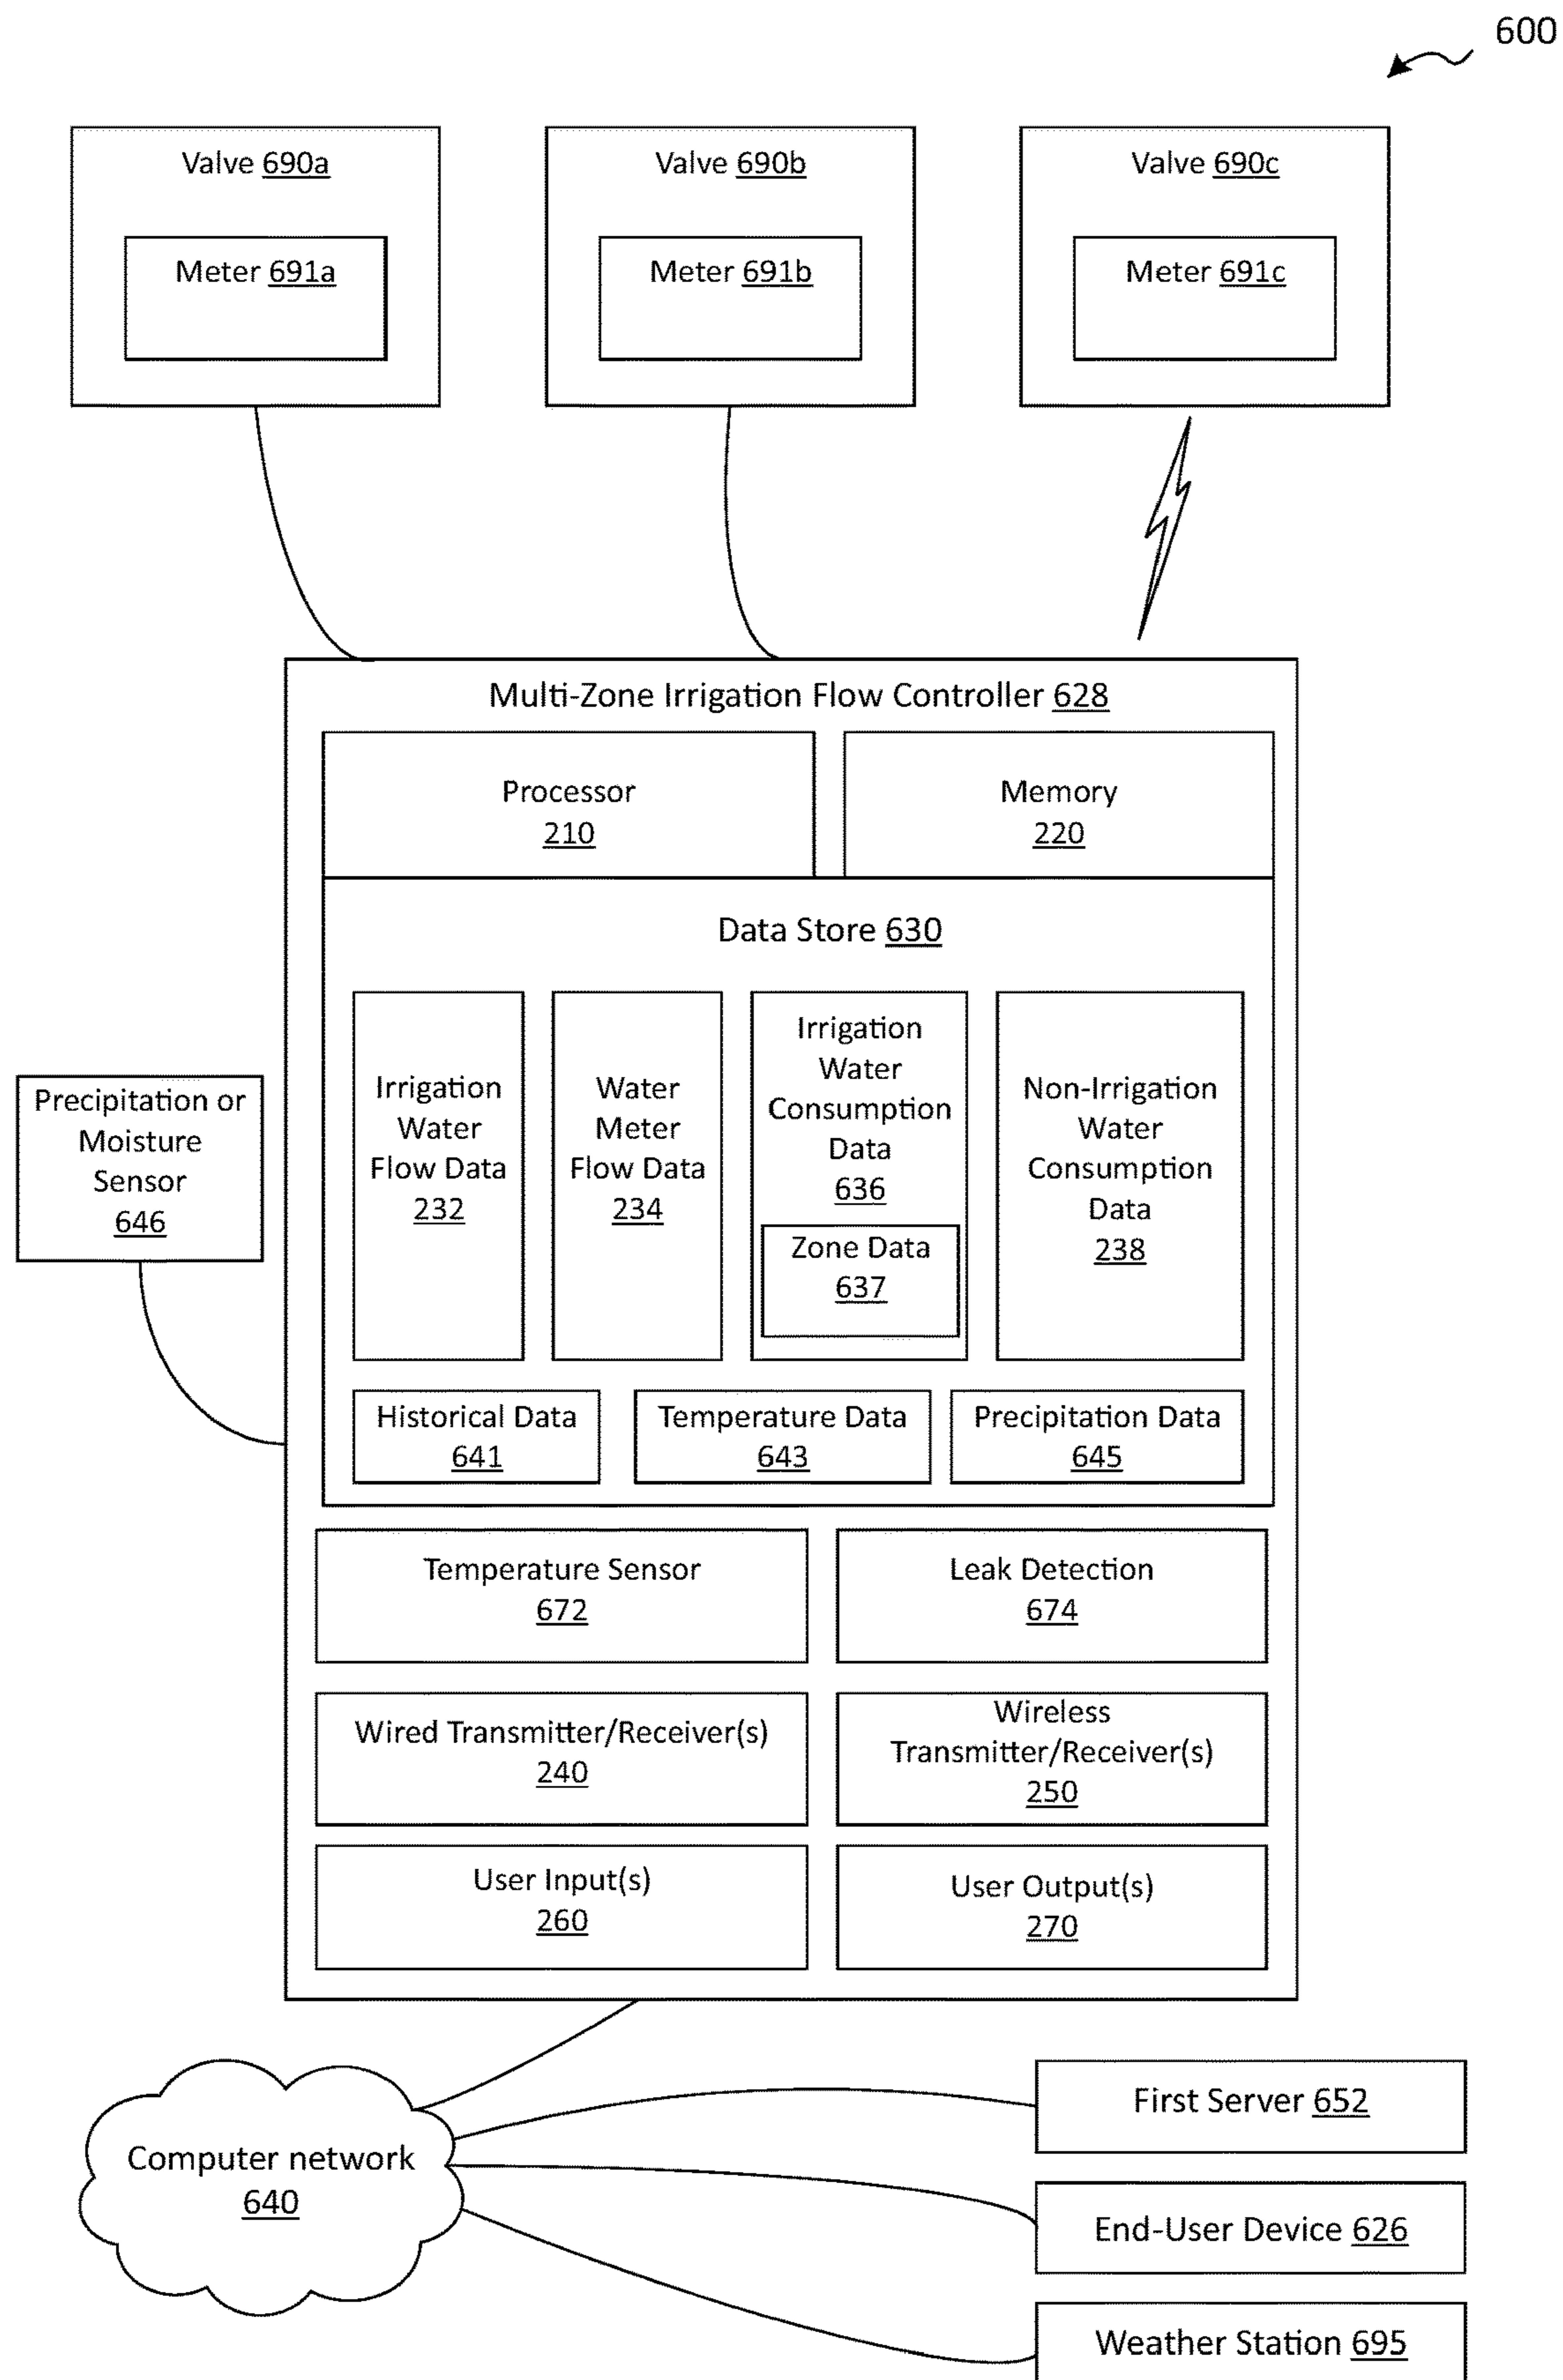 600
Valve 690a
Meter 691a
Valve 690b
Meter 691b
Valve 690c
Meter 691c
Multi-Zone Irrigation Flow Controller 628
Processor
210
Memory
220
Data Store 630
Irrigation
Water
Flow Data
232
Water
Meter
Flow Data
234
Irrigation
Water
Consumption
Data
636
Zone Data
637
Non-Irrigation
Water
Consumption
Data
238
Precipitation or
Moisture
Sensor
646
Historical Data
641
Temperature Data
643
Precipitation Data
645
Temperature Sensor
672
Leak Detection
674
Wired Transmitter/Receiver(s)
240
Wireless
Transmitter/Receiver(s)
250
User Input(s)
260
User Output(s)
270
Computer network
640
First Server 652
End-User Device 626
Weather Station 695